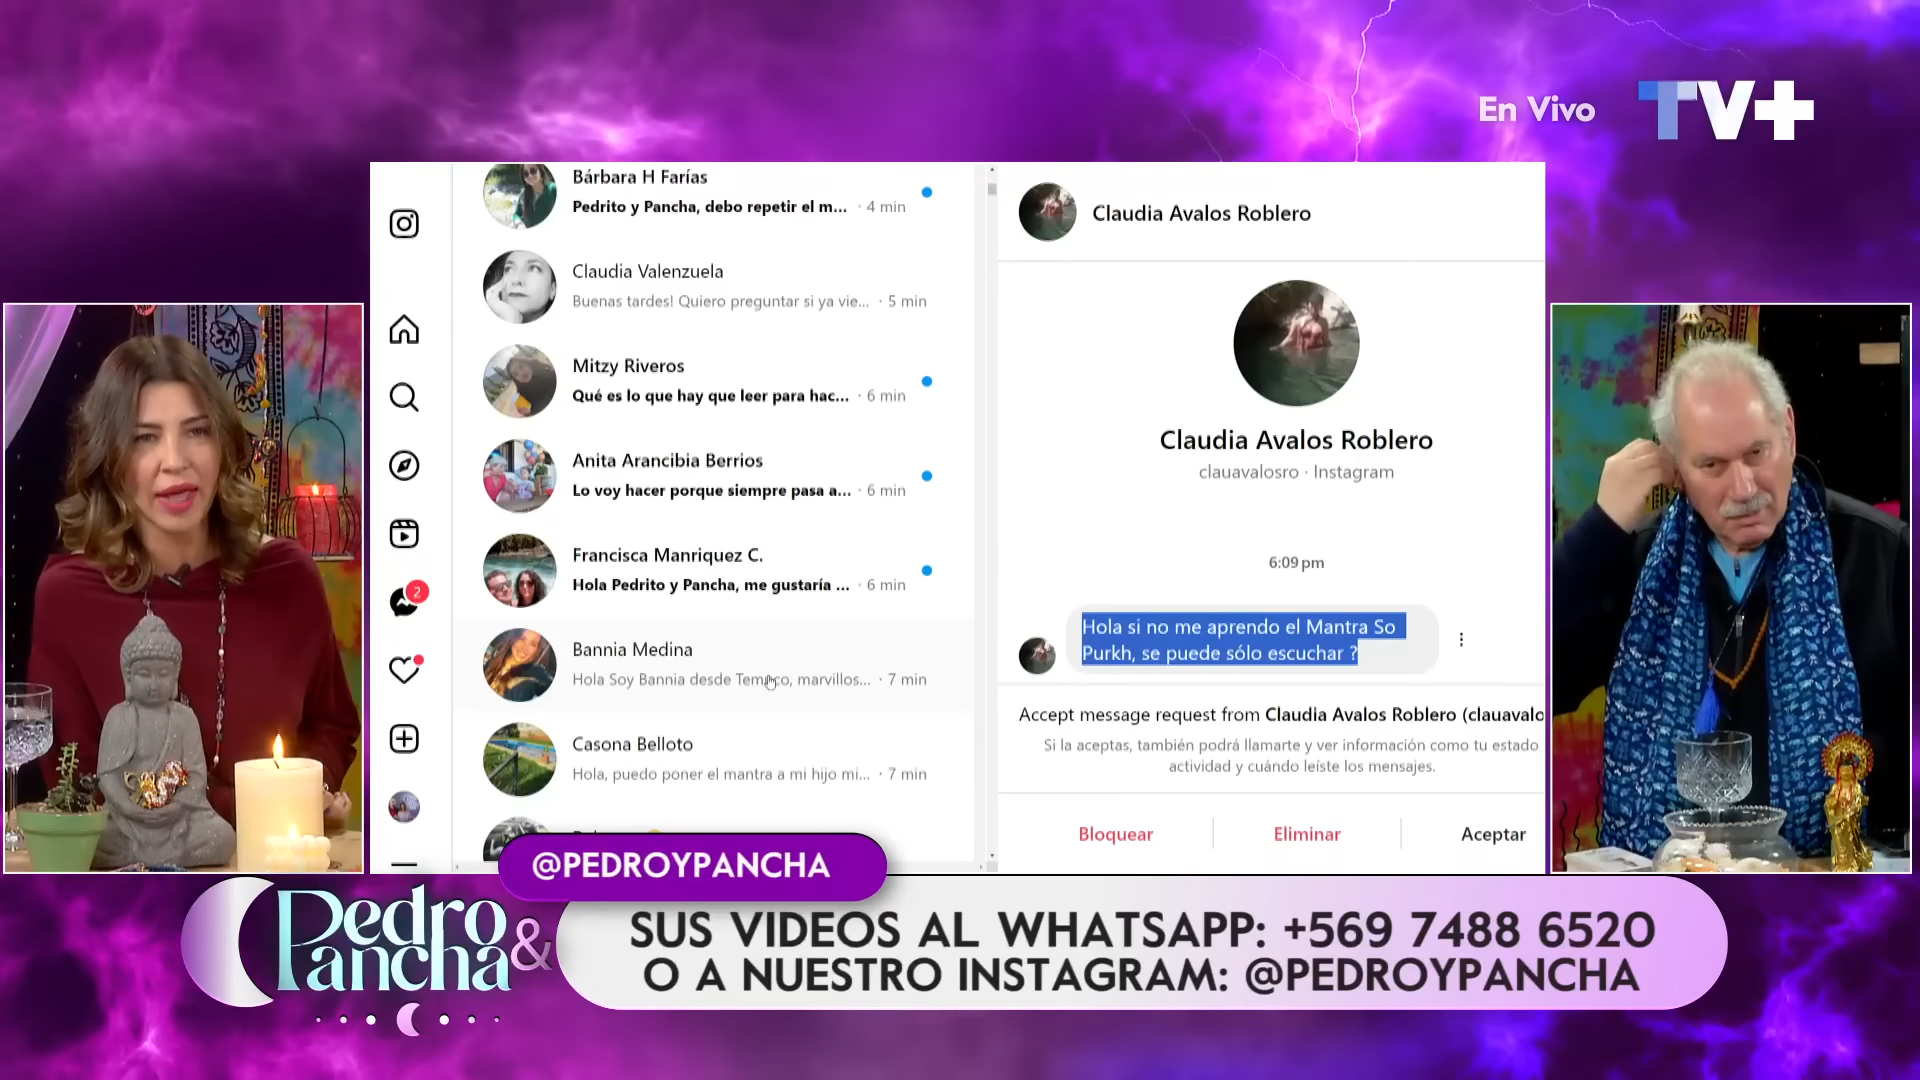 En Vivo
TV+
Bárbara H Farías
Pedrito y Pancha, debo repetir el m... · 4 min
Claudia Valenzuela
Buenas tardes! Quiero preguntar si ya vie... · 5 min
Mitzy Riveros
Qué es lo que hay que leer para hac... · 6 min
Anita Arancibia Berrios
Lo voy hacer porque siempre pasa a... · 6 min
Francisca Manriquez C.
Hola Pedrito y Pancha, me gustaría ... · 6 min
Bannia Medina
Hola Soy Bannia desde Temuco, marvillos... · 7 min
Casona Belloto
Hola, puedo poner el mantra a mi hijo mi... · 7 min
2
Claudia Avalos Roblero
Claudia Avalos Roblero
clauavalosro · Instagram
6:09 pm
Hola si no me aprendo el Mantra So
Purkh, se puede sólo escuchar ?
Accept message request from Claudia Avalos Roblero (clauavalo
Si la aceptas, también podrá llamarte y ver información como tu estado
actividad y cuándo leíste los mensajes.
Bloquear
Eliminar
Aceptar
@PEDROYPANCHA
Pedro &
Pancha
SUS VIDEOS AL WHATSAPP: +569 7488 6520
O A NUESTRO INSTAGRAM: @PEDROYPANCHA